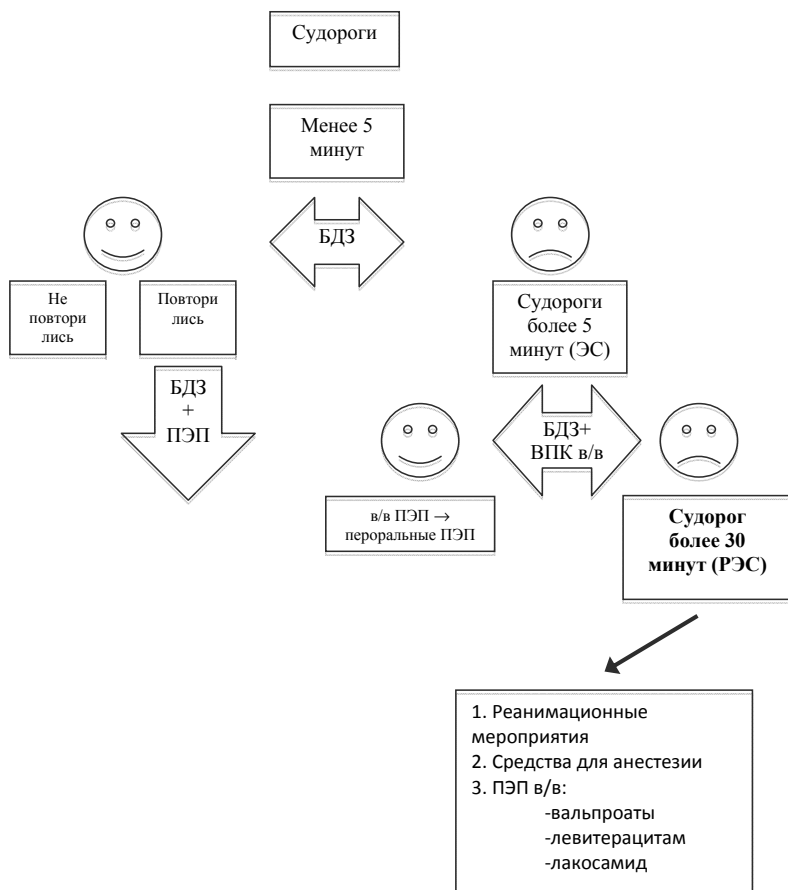 Судороги
Менее 5
минут
БДЗ
Не
повтори
лись
Повтори
лись
БДЗ
+
ПЭП
Судороги
более 5
минут (ЭС)
БДЗ+
ВПК в/в
в/в ПЭП →
пероральные ПЭП
Судорог
более 30
минут (РЭС)
1. Реанимационные
мероприятия
2. Средства для анестезии
3. ПЭП в/в:
-вальпроаты
-левитерацитам
-лакосамид